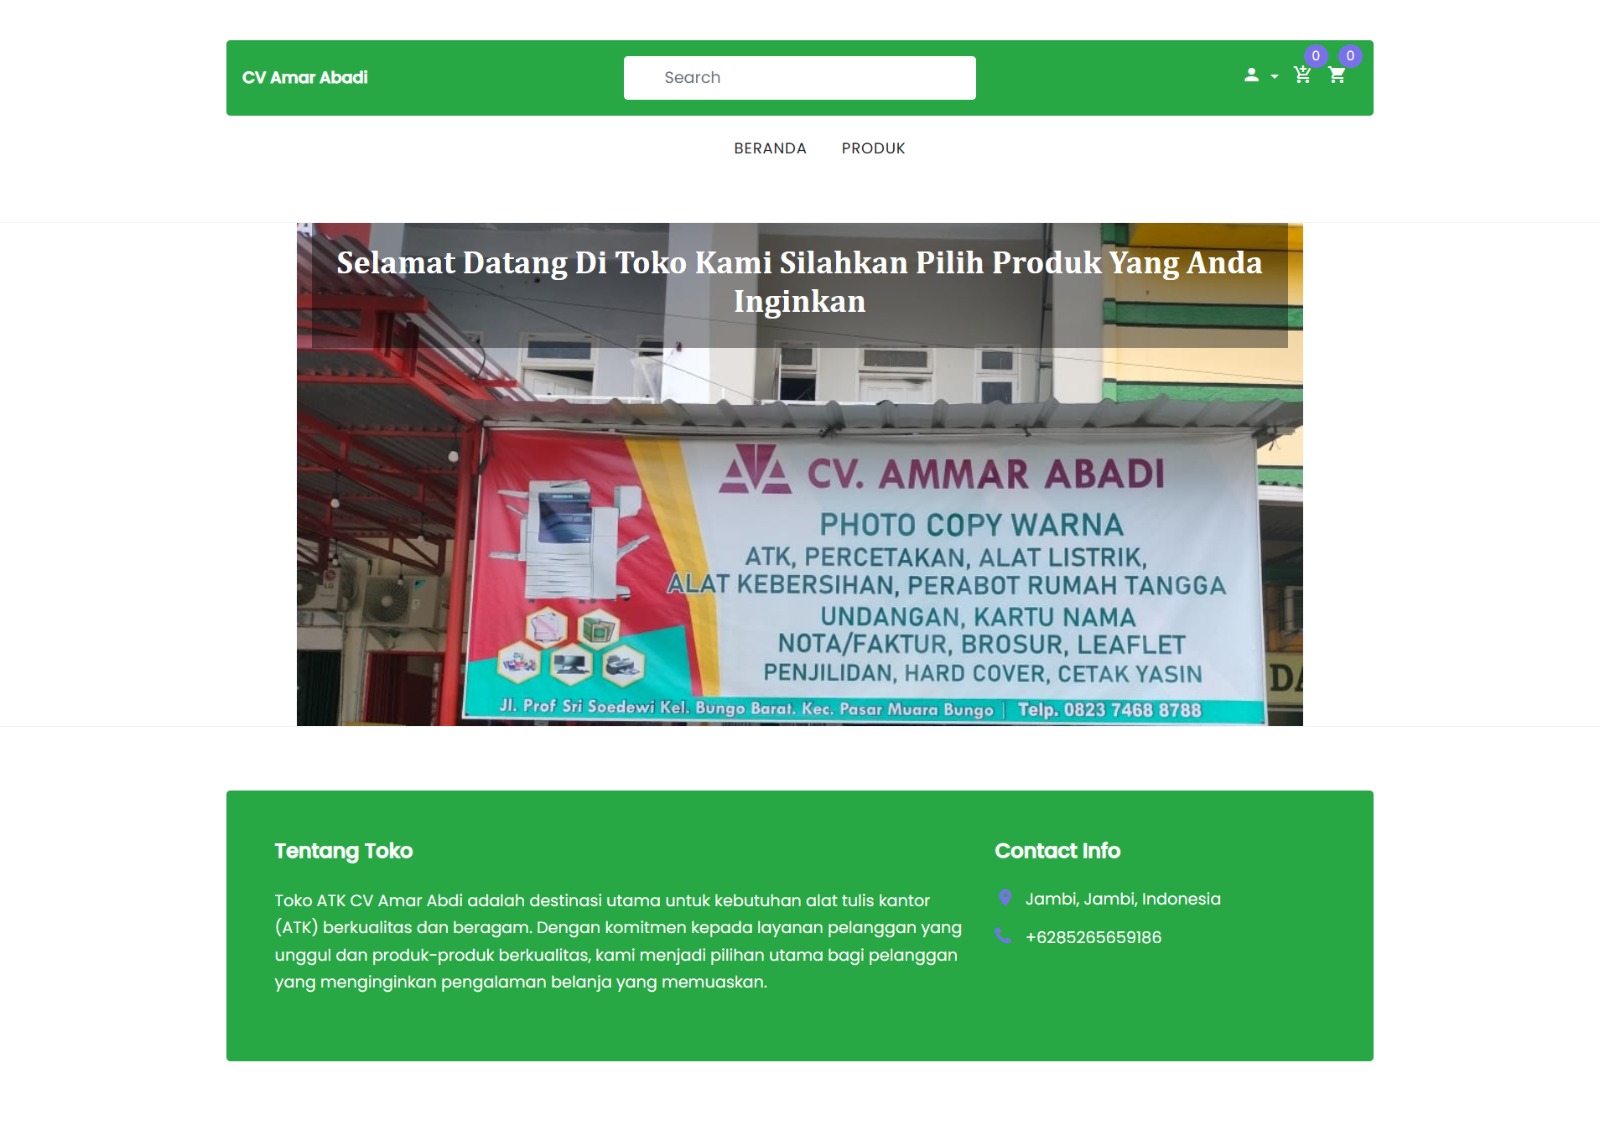 CV Amar Abadi
Search
0
0
BERANDA
PRODUK
Selamat Datang Di Toko Kami Silahkan Pilih Produk Yang Anda
Inginkan
CV. AMMAR ABADI
PHOTO COPY WARNA
ATK, PERCETAKAN, ALAT LISTRIK,
ALAT KEBERSIHAN, PERABOT RUMAH TANGGA
UNDANGAN, KARTU NAMA
NOTA/FAKTUR, BROSUR, LEAFLET
PENJILIDAN, HARD COVER, CETAK YASIN
Jl. Prof Sri Soedewi Kel. Bungo Barat. Kec. Pasar Muara Bungo | Telp. 0823 7468 8788
Tentang Toko
Toko ATK CV Amar Abdi adalah destinasi utama untuk kebutuhan alat tulis kantor
(ATK) berkualitas dan beragam. Dengan komitmen kepada layanan pelanggan yang
unggul dan produk-produk berkualitas, kami menjadi pilihan utama bagi pelanggan
yang menginginkan pengalaman belanja yang memuaskan.
Contact Info
Jambi, Jambi, Indonesia
+6285265659186